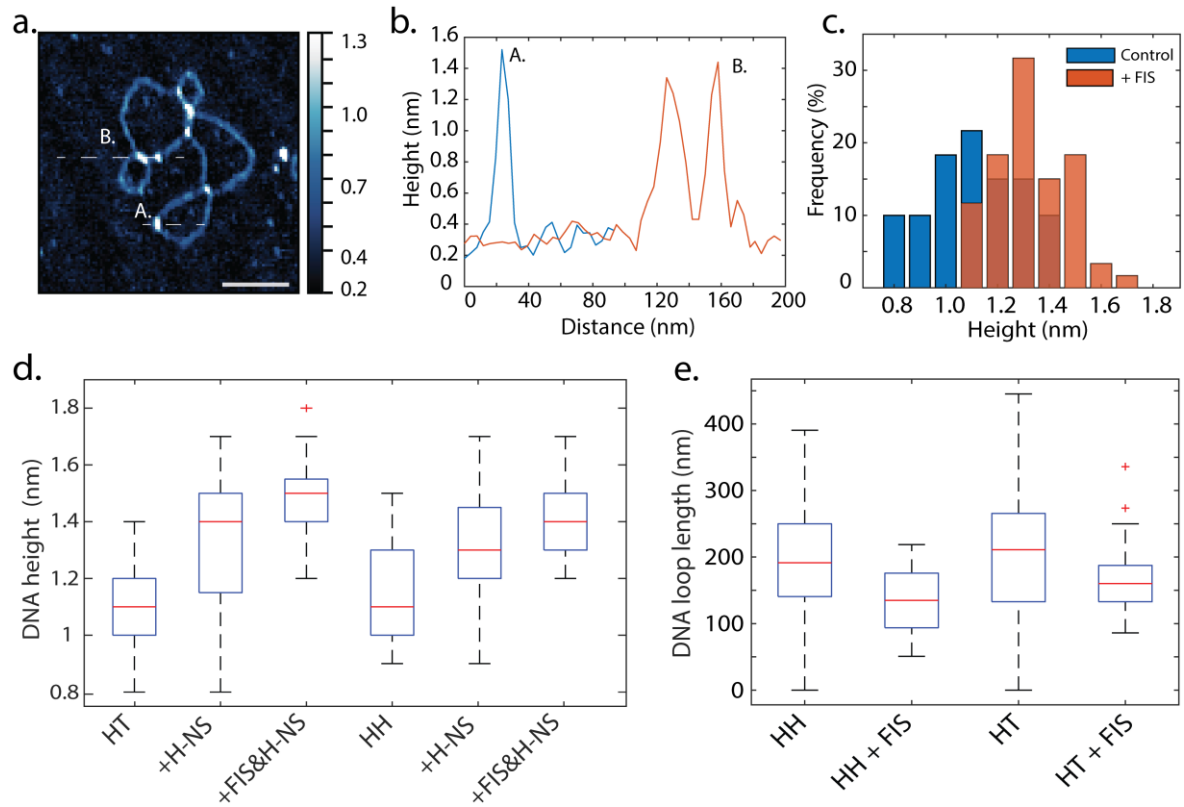 a.
1.3
1.0
0.7
0.4
0.2
B.
A.
b.
1.6
1.4
1.2
1.0
0.8
0.6
0.4
0.2
0
Height (nm)
A.
B.
0 40 80 120 160 200
Distance (nm)
c.
Control
+ FIS
30
20
10
0
Frequency (%)
0.8 1.0 1.2 1.4 1.6 1.8
Height (nm)
d.
1.8
1.6
1.4
1.2
1
0.8
DNA height (nm)
HT
+H-NS
+FIS&H-NS
HH
+H-NS
+FIS&H-NS
e.
400
300
200
100
0
DNA loop length (nm)
HH
HH + FIS
HT
HT + FIS